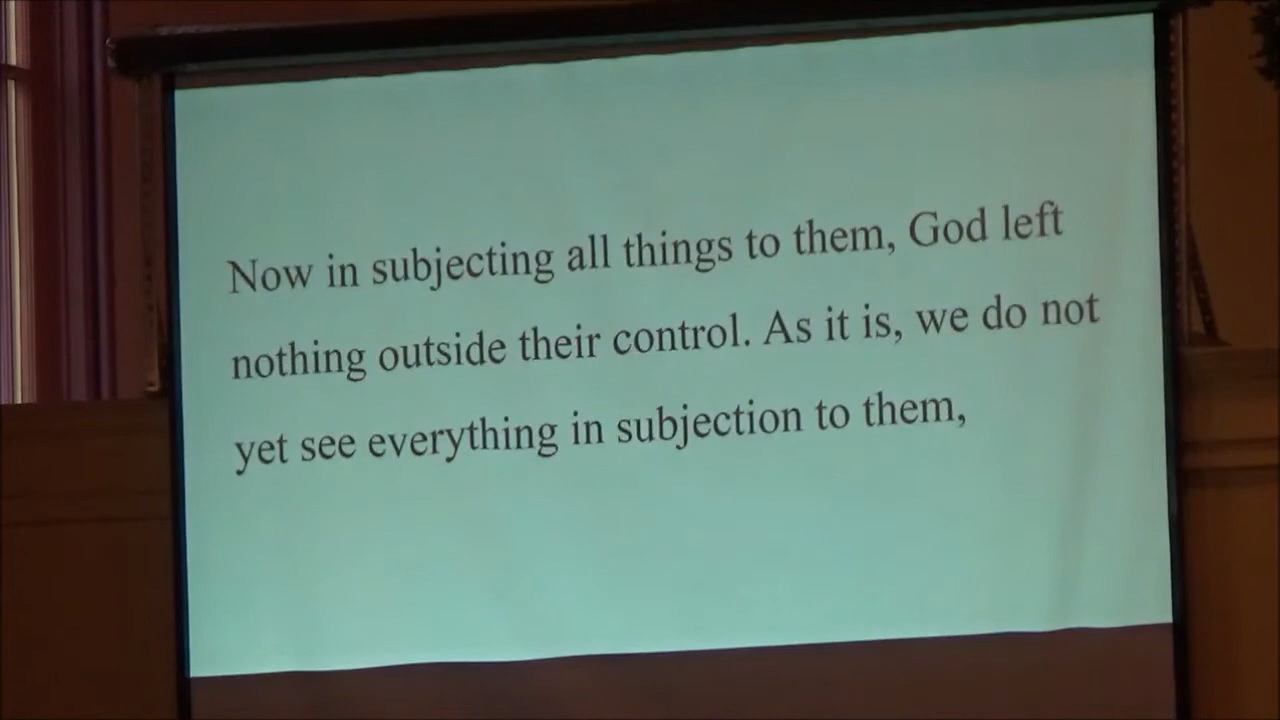 Now in subjecting all things to them, God left
nothing outside their control. As it is, we do not
yet see everything in subjection to them,